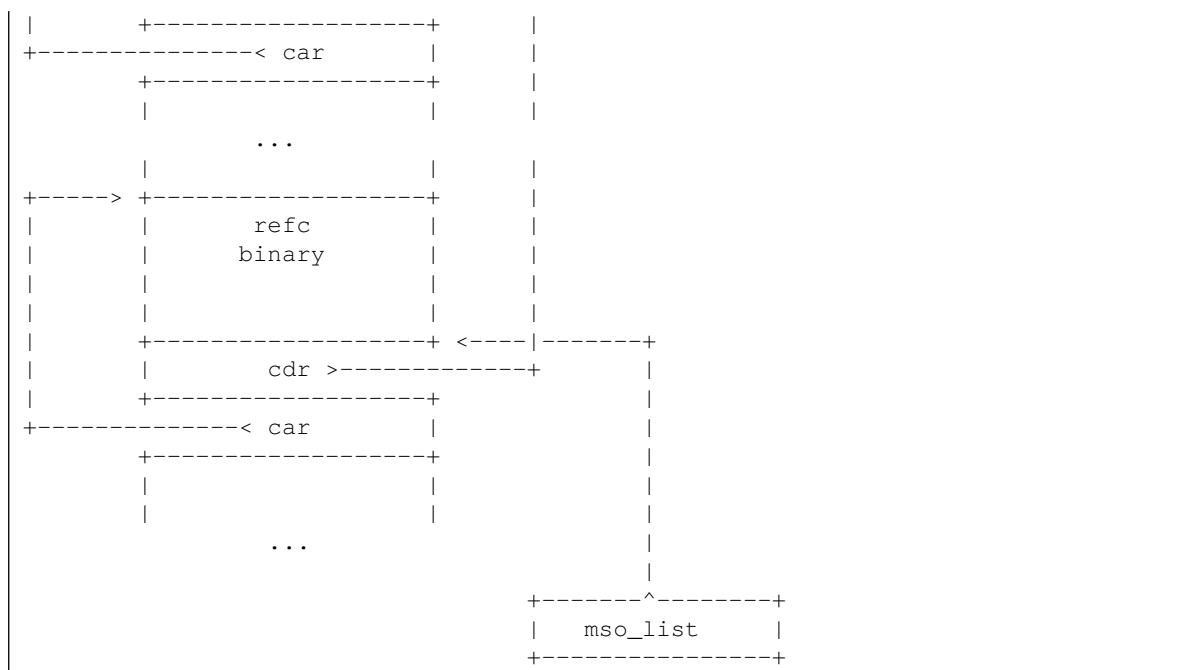 |       +-------------------+      |
+---------------< car       |      |
        +-------------------+      |
        |                   |      |
                ...
        |                   |      |
+-----> +-------------------+      |
|       |       refc        |      |
|       |      binary       |      |
|       |                   |      |
|       |                   |      |
|       +-------------------+ <----|-------+
|       |        cdr >-------------+       |
|       +-------------------+              |
+--------------< car        |              |
        +-------------------+              |
        |                   |              |
        |                   |              |
                 ...                       |
                                           |
                                   +-------^--------+
                                   |   mso_list     |
                                   +----------------+